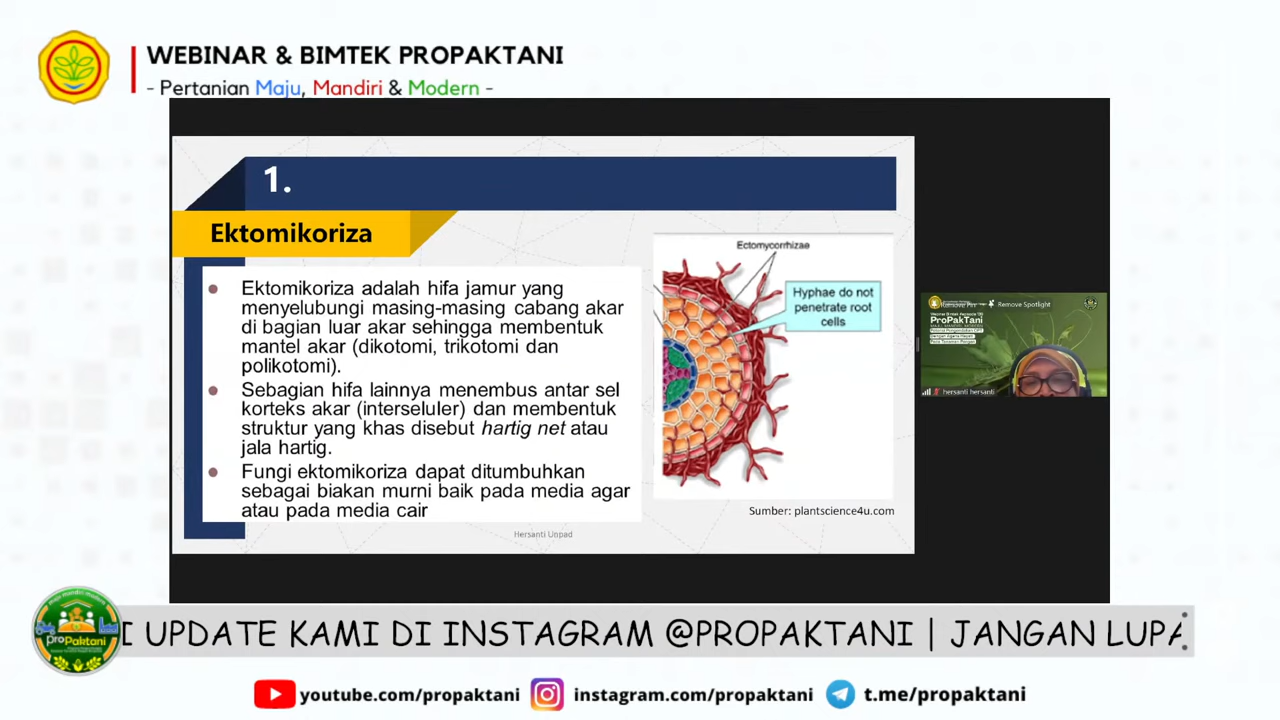 WEBINAR & BIMTEK PROPAKTANI
- Pertanian Maju, Mandiri & Modern -
1.
Ektomikoriza
Ektomikoriza adalah hifa jamur yang
menyelubungi masing-masing cabang akar
di bagian luar akar sehingga membentuk
mantel akar (dikotomi, trikotomi dan
polikotomi).
Sebagian hifa lainnya menembus antar sel
korteks akar (interseluler) dan membentuk
struktur yang khas disebut hartig net atau
jala hartig.
Fungi ektomikoriza dapat ditumbuhkan
sebagai biakan murni baik pada media agar
atau pada media cair
Ectomycorrhizae
Hyphae do not
penetrate root
cells
Sumber: plantscience4u.com
Hersanti Unpad
Remove Spotlight
ProPakTani
hersanti hersanti
proPaktani
I UPDATE KAMI DI INSTAGRAM @PROPAKTANI | JANGAN LUPA
youtube.com/propaktani
instagram.com/propaktani
t.me/propaktani